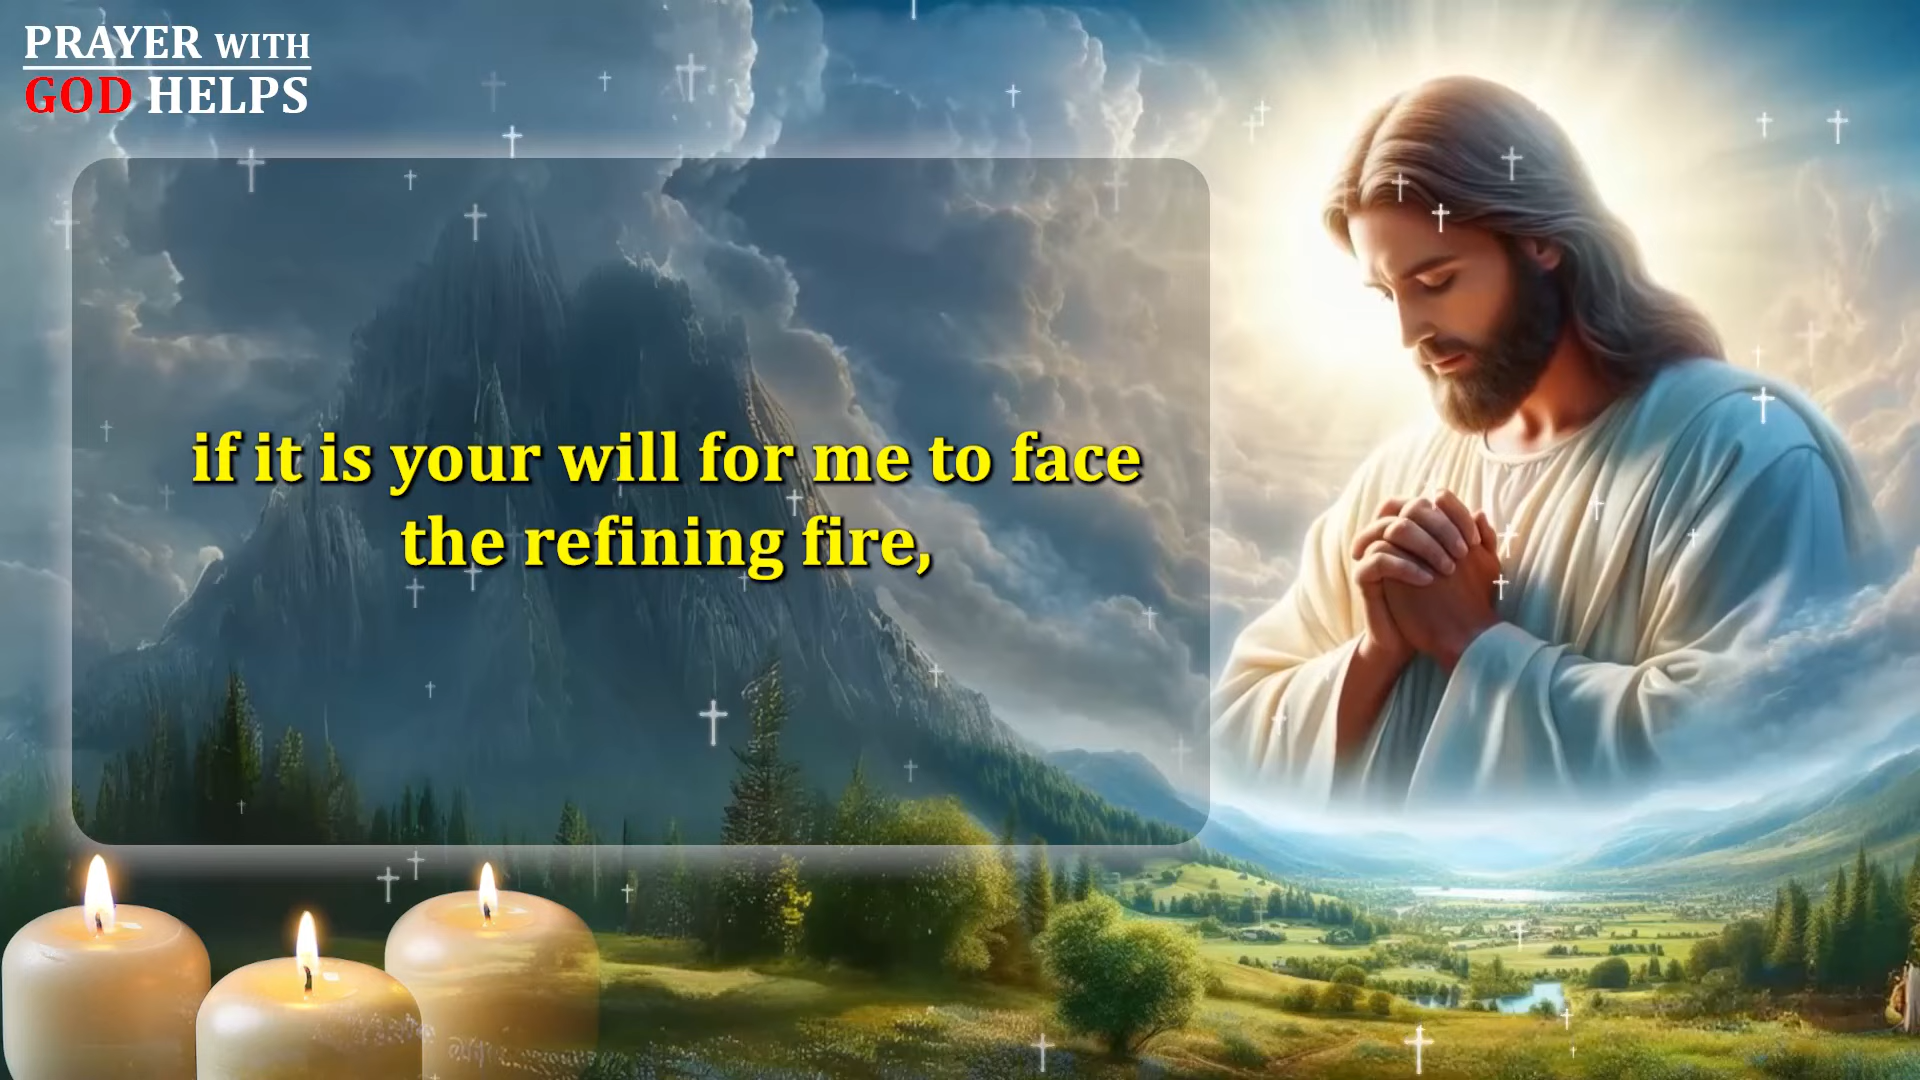 PRAYER WITH
GOD HELPS
if it is your will for me to face
the refining fire,